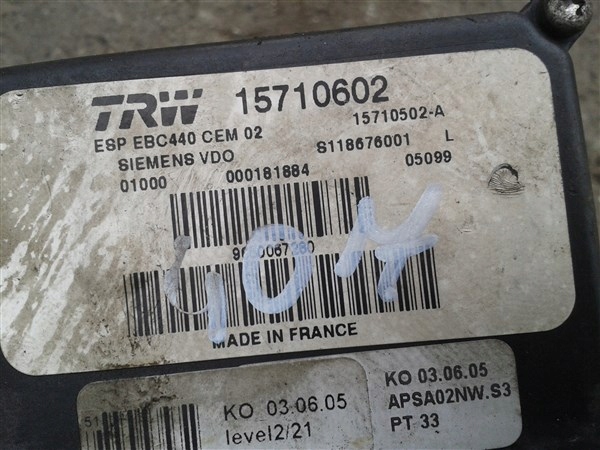 TRW 15710602
ESP EBC440 CEM 02 15710502-A
SIEMENS VDO S118676001 L
01000 000181884 05099
407
MADE IN FRANCE
KO 03.06.05
level2/21
KO 03.06.05
APSA02NW.S3
PT 33